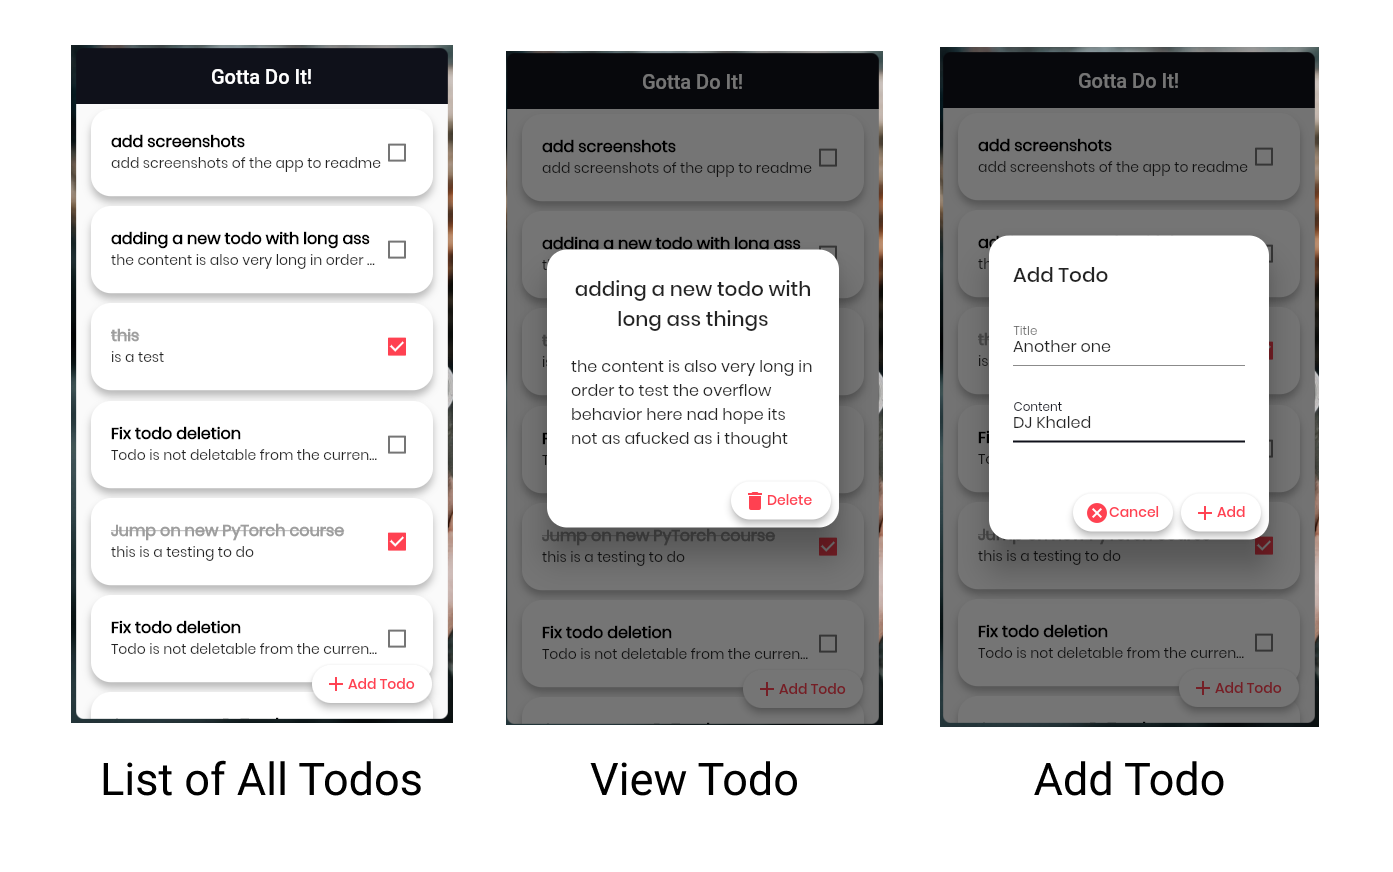 Gotta Do It!
add screenshots
add screenshots of the app to readme
adding a new todo with long ass
the content is also very long in order ...
this
is a test
Fix todo deletion
Todo is not deletable from the curren...
Jump on new PyTorch course
this is a testing to do
Fix todo deletion
Todo is not deletable from the curren...
+ Add Todo
List of All Todos
Gotta Do It!
add screenshots
add screenshots of the app to readme
adding a new todo with long ass
adding a new todo with
long ass things
the content is also very long in
order to test the overflow
behavior here nad hope its
not as afucked as i thought
Delete
Jump on new PyTorch course
this is a testing to do
Fix todo deletion
Todo is not deletable from the curren...
+ Add Todo
View Todo
Gotta Do It!
add screenshots
add screenshots of the app to readme
Add Todo
Title
Another one
Content
DJ Khaled
Cancel
+ Add
this is a testing to do
Fix todo deletion
Todo is not deletable from the curren...
+ Add Todo
Add Todo